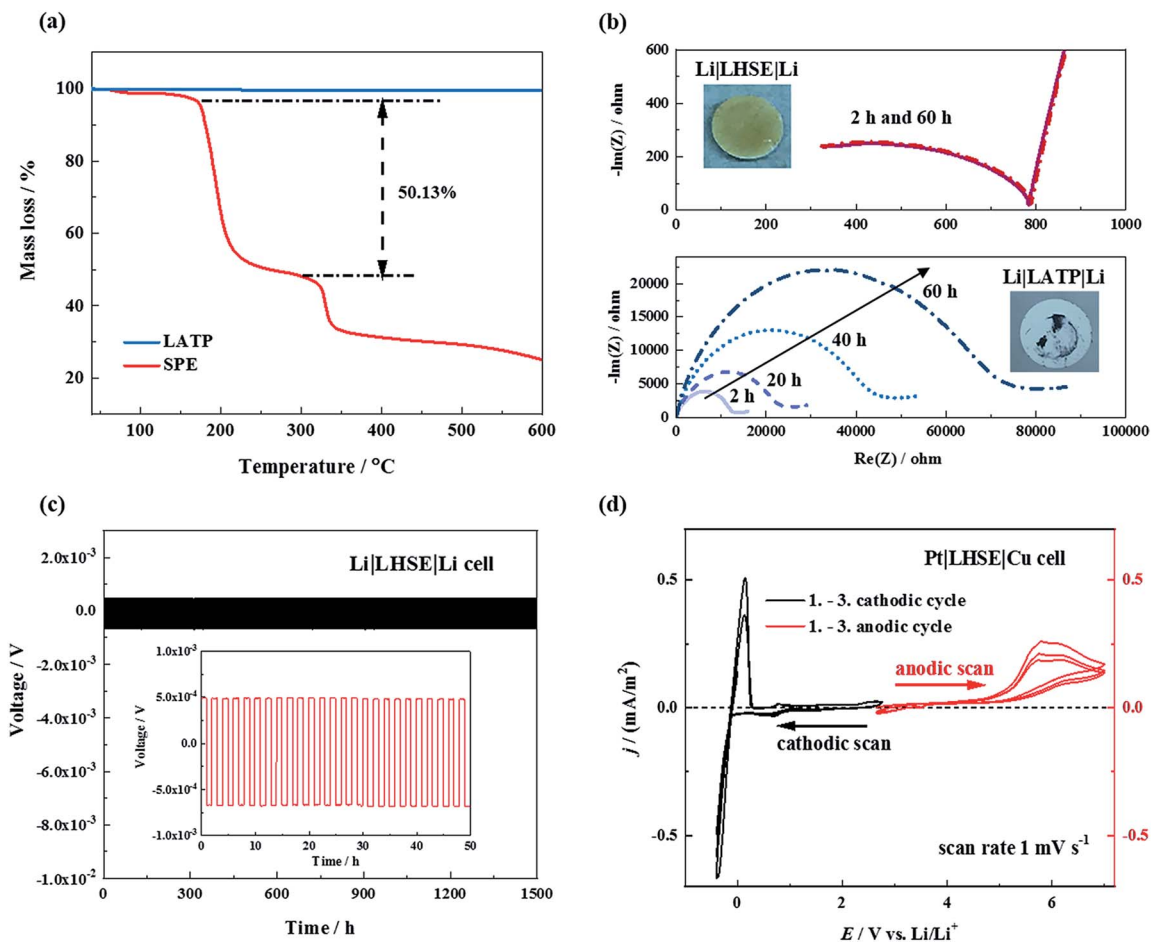 (a)
100
80
60
40
20
Mass loss / %
50.13%
LATP
SPE
100
200
300
400
500
600
Temperature / °C
(b)
600
400
200
0
-Im(Z) / ohm
Li|LHSE|Li
2 h and 60 h
0
200
400
600
800
1000
20000
15000
10000
5000
0
-Im(Z) / ohm
Li|LATP|Li
60 h
40 h
20 h
2 h
0
20000
40000
60000
80000
100000
Re(Z) / ohm
(c)
2.0x10⁻³
0.0
-2.0x10⁻³
-4.0x10⁻³
-6.0x10⁻³
-8.0x10⁻³
-1.0x10⁻²
Voltage / V
Li|LHSE|Li cell
1.0x10⁻³
5.0x10⁻⁴
0.0
-5.0x10⁻⁴
-1.0x10⁻³
Voltage / V
0
10
20
30
40
50
Time / h
0
300
600
900
1200
1500
Time / h
(d)
0.5
0.0
-0.5
j / (mA/m²)
Pt|LHSE|Cu cell
1. - 3. cathodic cycle
1. - 3. anodic cycle
anodic scan
cathodic scan
scan rate 1 mV s⁻¹
0.5
0.0
-0.5
0
2
4
6
E / V vs. Li/Li⁺